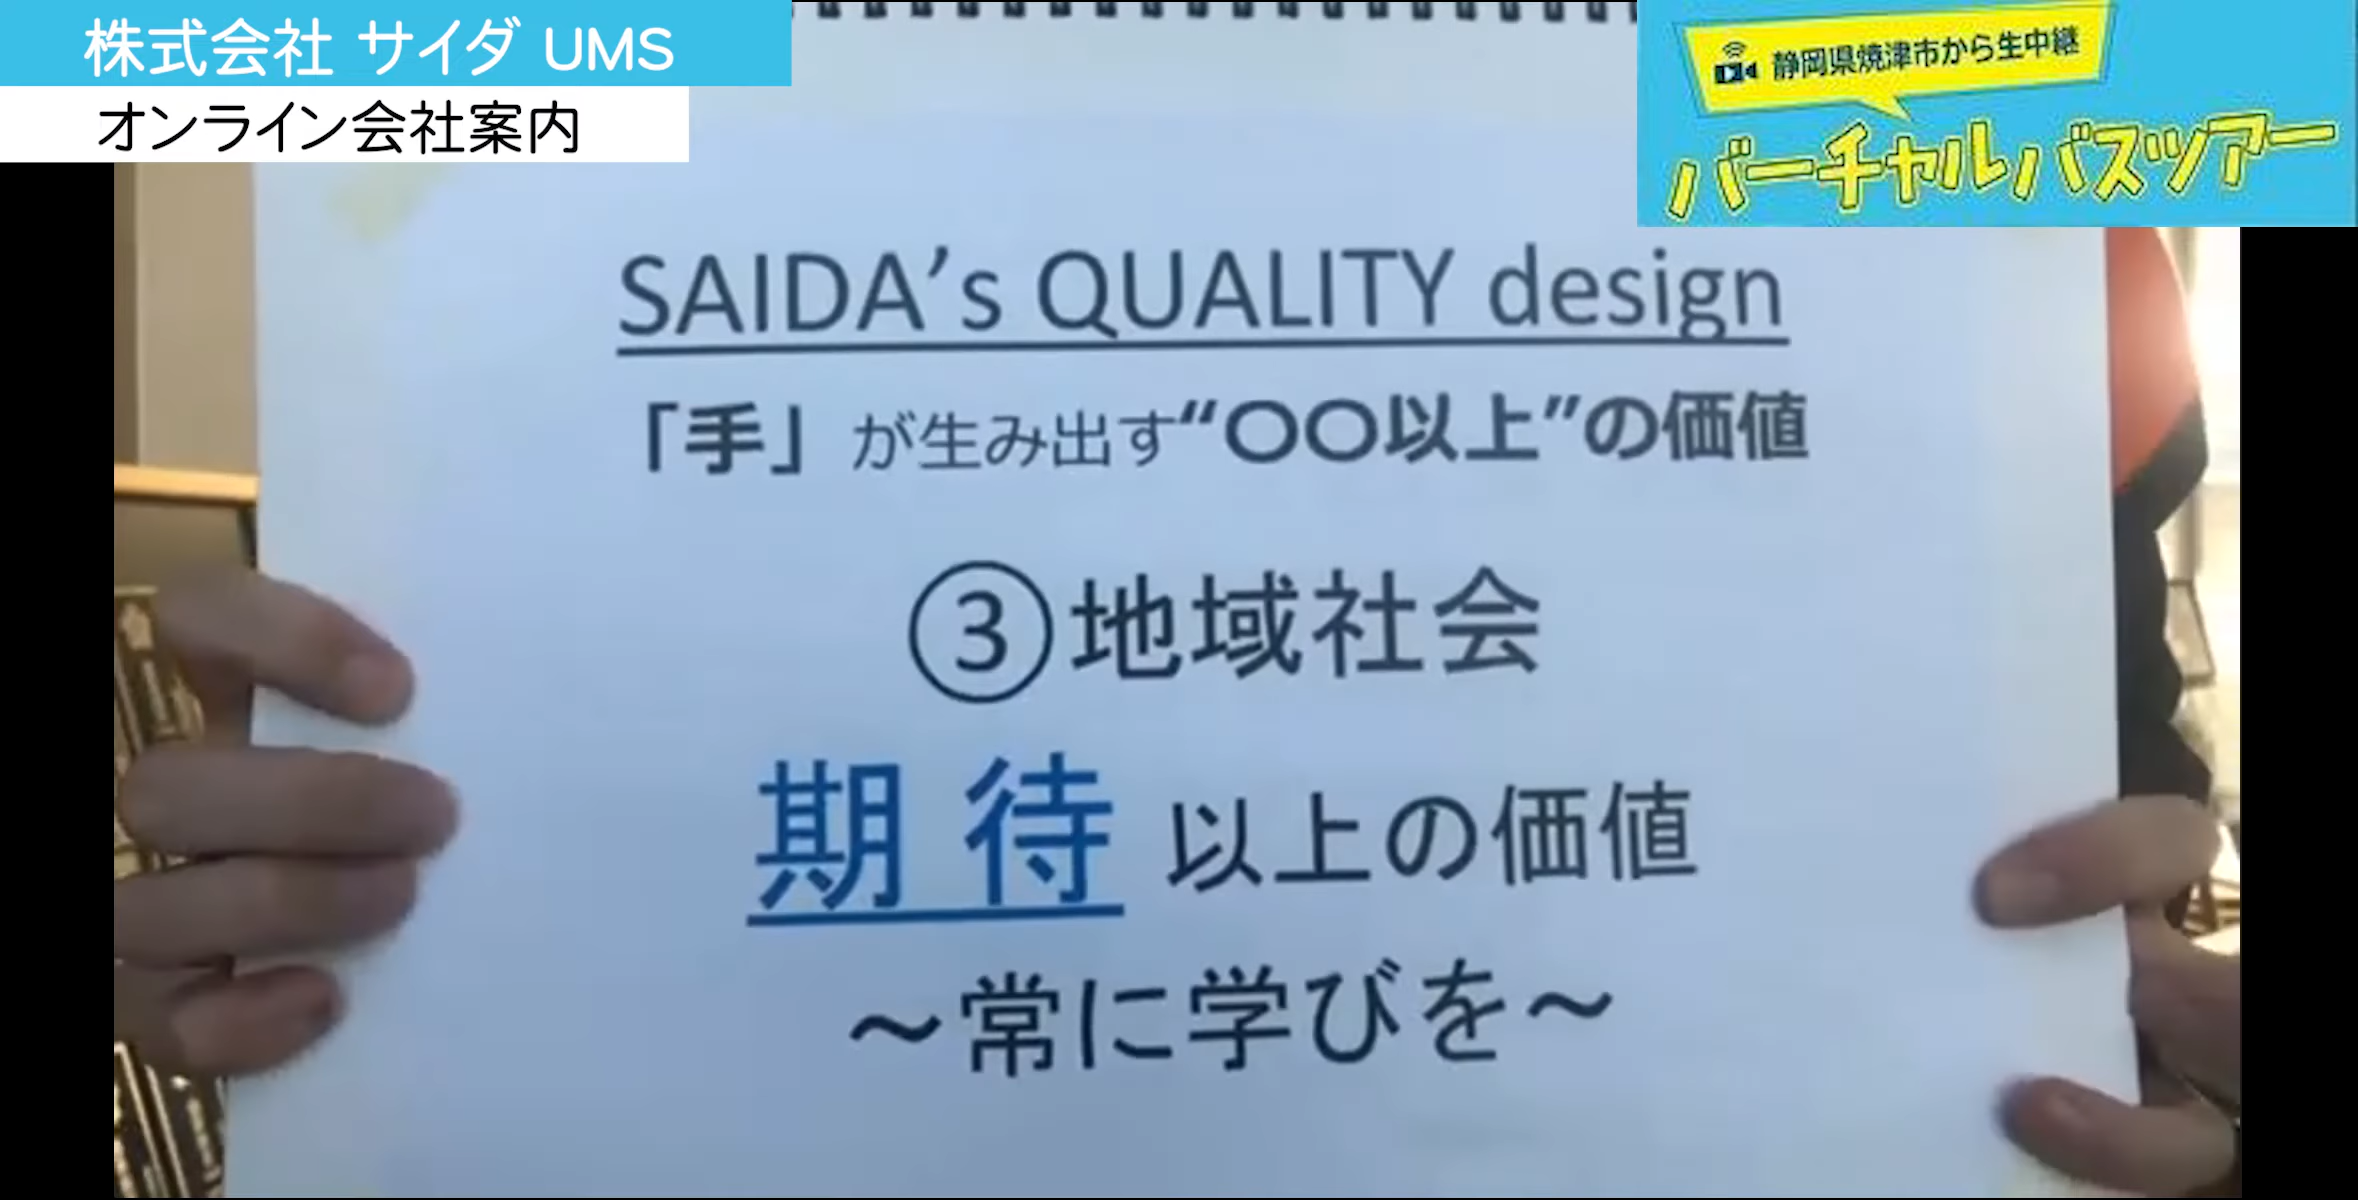 株式会社 サイダ UMS
オンライン会社案内
静岡県焼津市から生中継
バーチャルバスツアー
SAIDA’s QUALITY design
「手」が生み出す“〇〇以上”の価値
③地域社会
期待 以上の価値
～常に学びを～